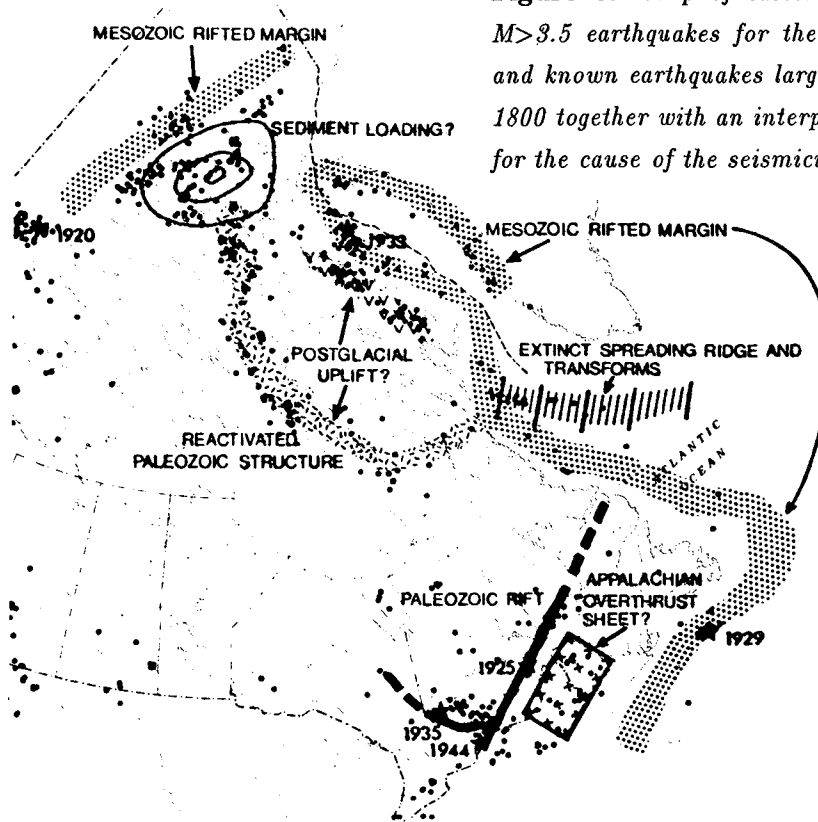 M>3.5 earthquakes for the
and known earthquakes larg
1800 together with an interp
for the cause of the seismici
MESOZOIC RIFTED MARGIN
SEDIMENT LOADING?
1920
1933
MESOZOIC RIFTED MARGIN
POSTGLACIAL
UPLIFT?
EXTINCT SPREADING RIDGE AND
TRANSFORMS
REACTIVATED
PALEOZOIC STRUCTURE
ATLANTIC
OCEAN
PALEOZOIC RIFT
APPALACHIAN
OVERTHRUST
SHEET?
1929
1925
1935
1944